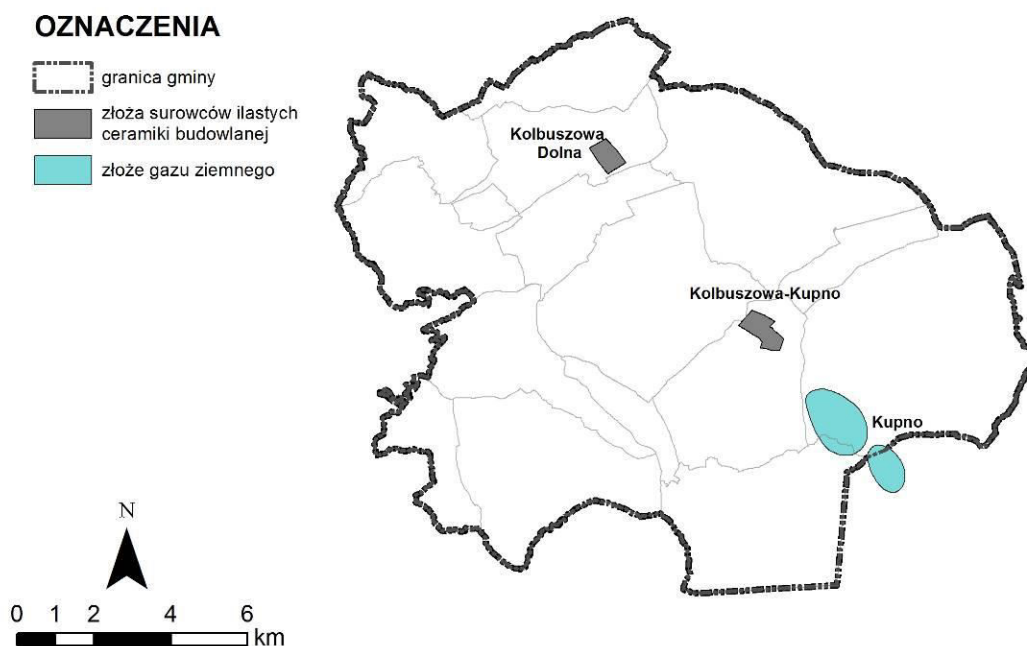 OZNACZENIA
granica gminy
złoża surowców ilastych
ceramiki budowlanej
złoże gazu ziemnego
Kolbuszowa
Dolna
Kolbuszowa-Kupno
Kupno
N
0 1 2 4 6
km